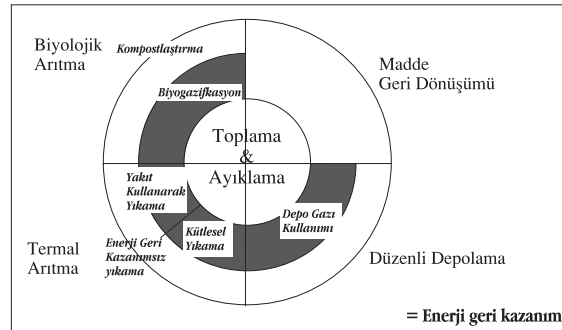 Biyolojik
Arıtma
Kompostlaştırma
Biyogazifkasyon
Madde
Geri Dönüşümü
Toplama
&
Ayıklama
Yakıt
Kullanarak
Yıkama
Enerji Geri
Kazanımsız
yıkama
Kütlesel
Yıkama
Depo Gazı
Kullanımı
Termal
Arıtma
Düzenli Depolama
= Enerji geri kazanım